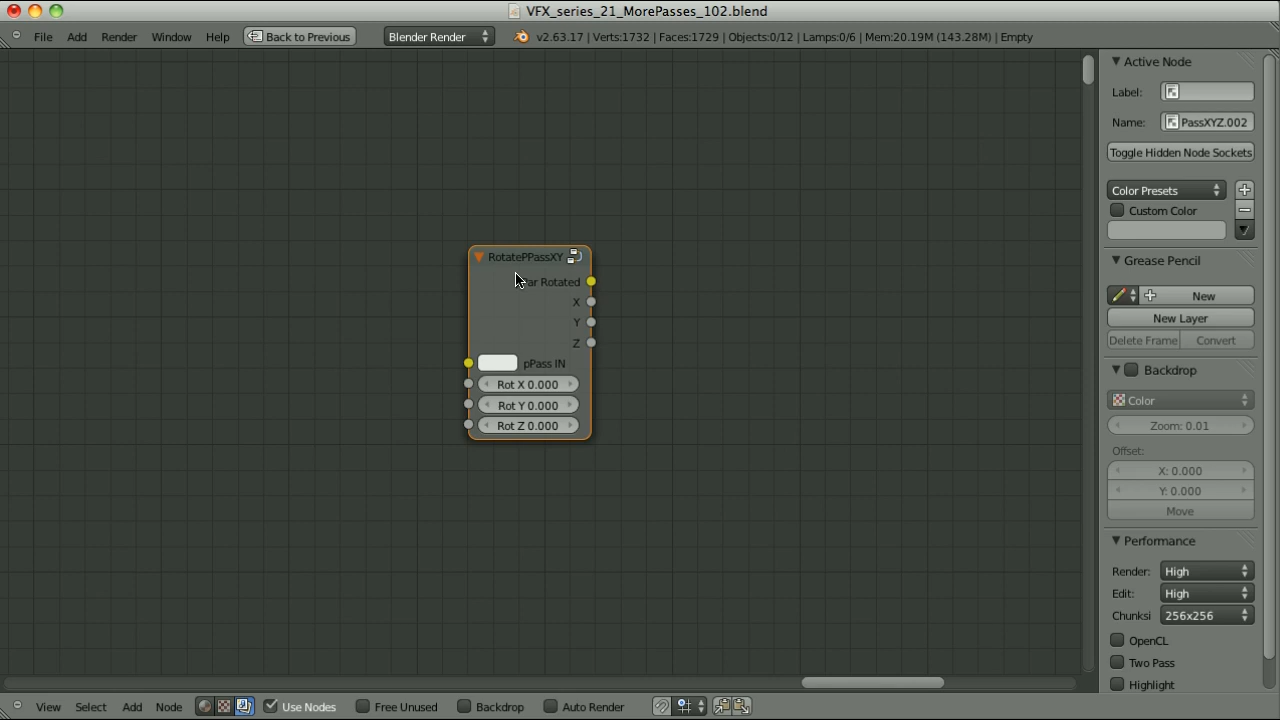 VFX_series_21_MorePasses_102.blend
File Add Render Window Help Back to Previous Blender Render v2.63.17 | Verts:1732 | Faces:1729 | Objects:0/12 | Lamps:0/6 | Mem:20.19M (143.28M) | Empty
Active Node
Label:
Name: PassXYZ.002
Toggle Hidden Node Sockets
Color Presets
Custom Color
Grease Pencil
New
New Layer
Delete Frame Convert
Backdrop
Color
Zoom: 0.01
Offset:
X: 0.000
Y: 0.000
Move
Performance
Render: High
Edit: High
Chunksi 256x256
OpenCL
Two Pass
Highlight
RotatePPassXY
ar Rotated
X
Y
Z
pPass IN
Rot X 0.000
Rot Y 0.000
Rot Z 0.000
View Select Add Node Use Nodes Free Unused Backdrop Auto Render